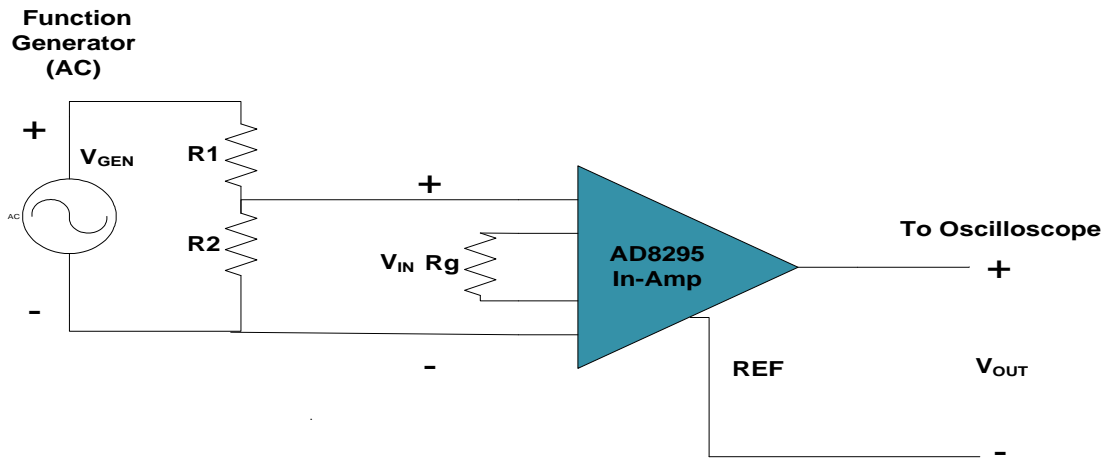 Function
Generator
(AC)
+
VGEN
R1
+
AC
R2
VIN Rg
AD8295
In-Amp
To Oscilloscope
+
-
-
REF
VOUT
-